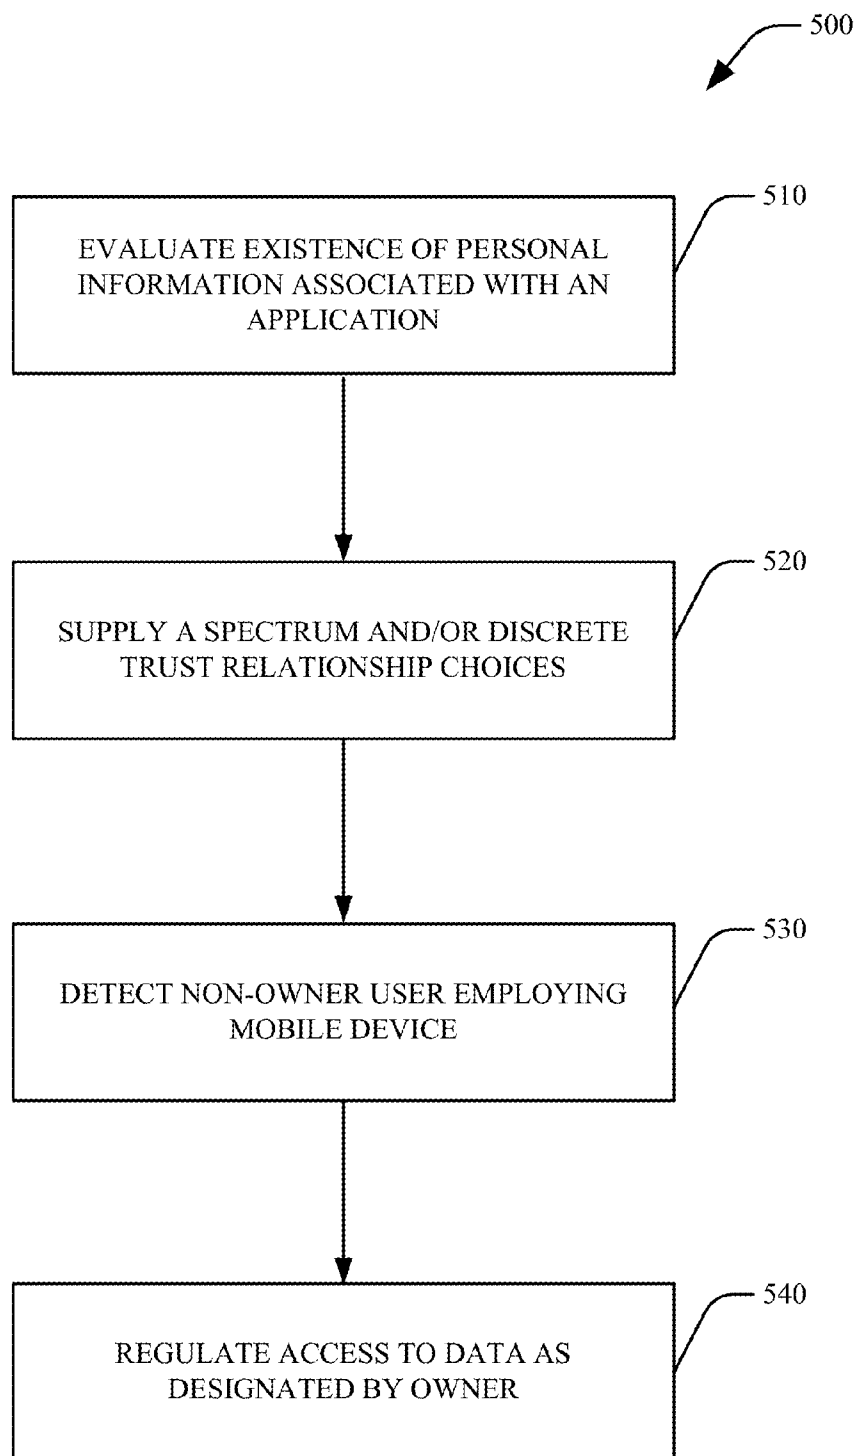 500
510
EVALUATE EXISTENCE OF PERSONAL
INFORMATION ASSOCIATED WITH AN
APPLICATION
520
SUPPLY A SPECTRUM AND/OR DISCRETE
TRUST RELATIONSHIP CHOICES
530
DETECT NON-OWNER USER EMPLOYING
MOBILE DEVICE
540
REGULATE ACCESS TO DATA AS
DESIGNATED BY OWNER